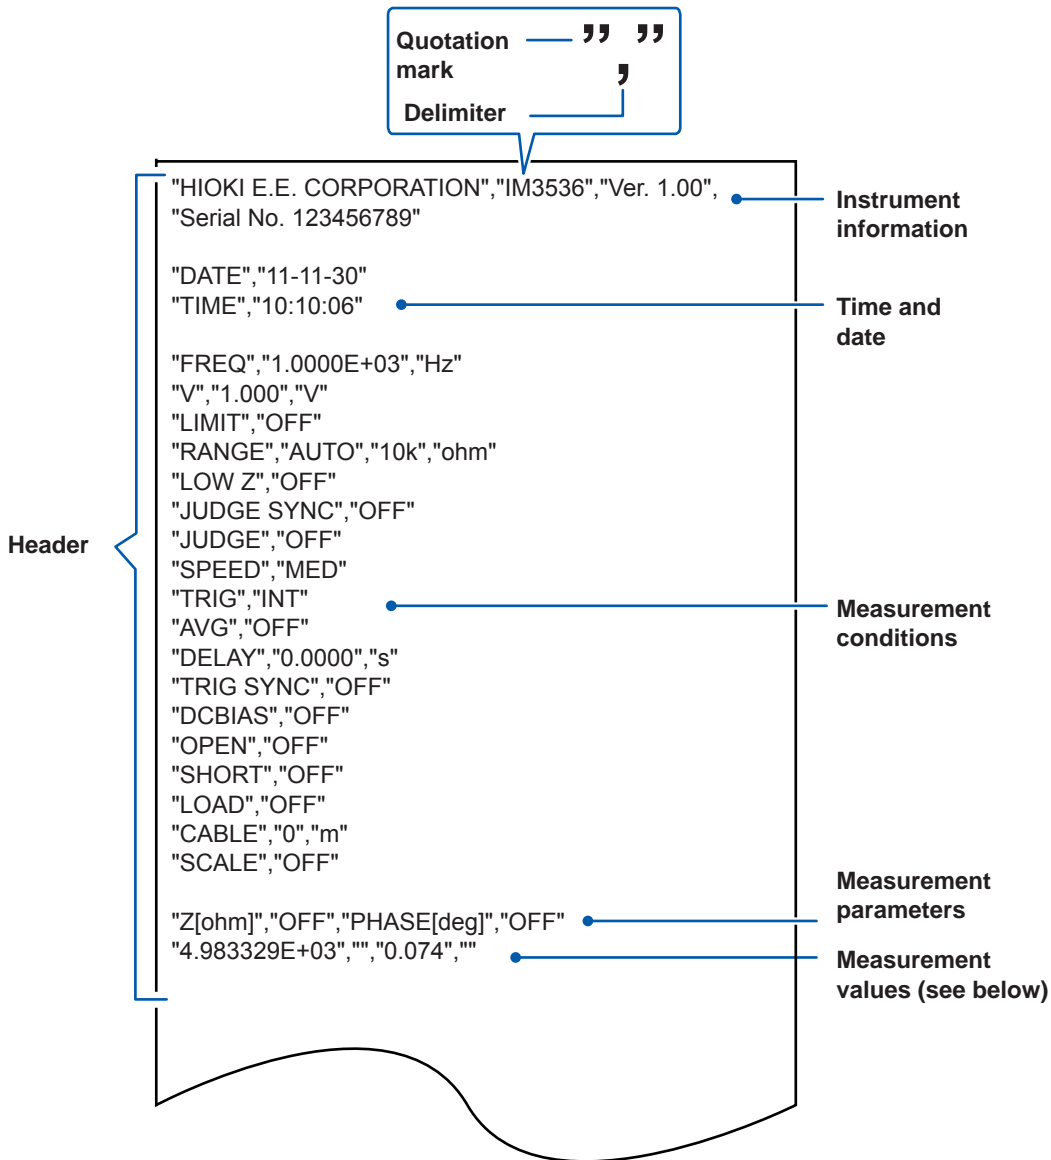 Quotation mark
” ”
,
Delimiter
"HIOKI E.E. CORPORATION","IM3536","Ver. 1.00",
"Serial No. 123456789"
Instrument
information
"DATE","11-11-30"
"TIME","10:10:06"
Time and
date
"FREQ","1.0000E+03","Hz"
"V","1.000","V"
"LIMIT","OFF"
"RANGE","AUTO","10k","ohm"
"LOW Z","OFF"
"JUDGE SYNC","OFF"
"JUDGE","OFF"
"SPEED","MED"
"TRIG","INT"
"AVG","OFF"
"DELAY","0.0000","s"
"TRIG SYNC","OFF"
"DCBIAS","OFF"
"OPEN","OFF"
"SHORT","OFF"
"LOAD","OFF"
"CABLE","0","m"
"SCALE","OFF"
Header
Measurement
conditions
"Z[ohm]","OFF","PHASE[deg]","OFF"
"4.983329E+03","","0.074",""
Measurement
parameters
Measurement
values (see below)